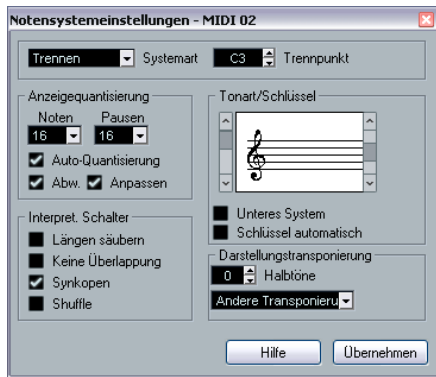 Notensystemeinstellungen - MIDI 02
Trennen Systemart C3 Trennpunkt
Anzeigequantisierung
Noten Pausen
16 16
Auto-Quantisierung
Abw. Anpassen
Interpret. Schalter
Längen säubern
Keine Überlappung
Synkopen
Shuffle
Tonart/Schlüssel
Unteres System
Schlüssel automatisch
Darstellungstransponierung
0 Halbtöne
Andere Transponieru
Hilfe Übernehmen